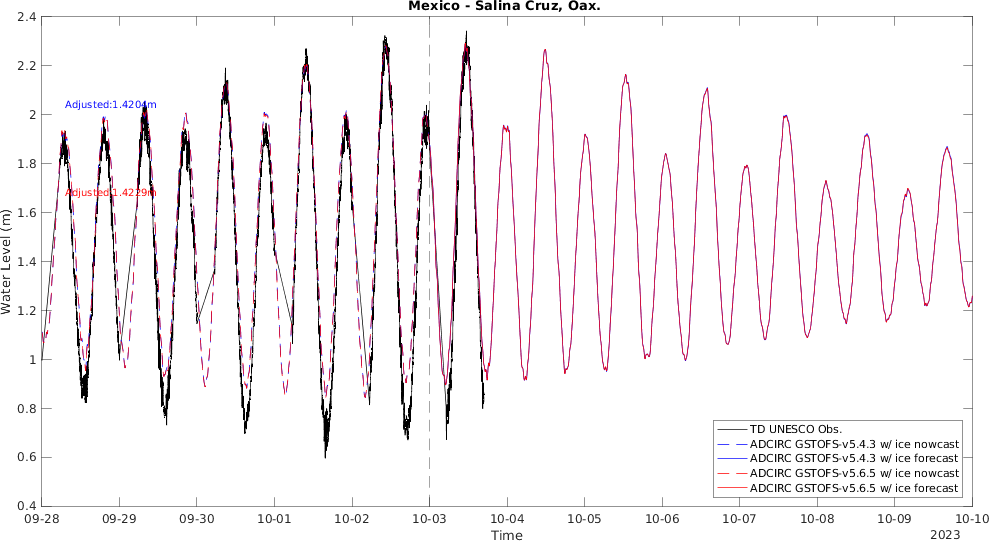 Mexico - Salina Cruz, Oax.
2.4
2.2
2
1.8
1.6
1.4
1.2
1
0.8
0.6
0.4
Water Level (m)
Adjusted:1.4204m
Adjusted:1.4229m
TD UNESCO Obs.
ADCIRC GSTOFS-v5.4.3 w/ ice nowcast
ADCIRC GSTOFS-v5.4.3 w/ ice forecast
ADCIRC GSTOFS-v5.6.5 w/ ice nowcast
ADCIRC GSTOFS-v5.6.5 w/ ice forecast
09-28 09-29 09-30 10-01 10-02 10-03 10-04 10-05 10-06 10-07 10-08 10-09 10-10
Time
2023